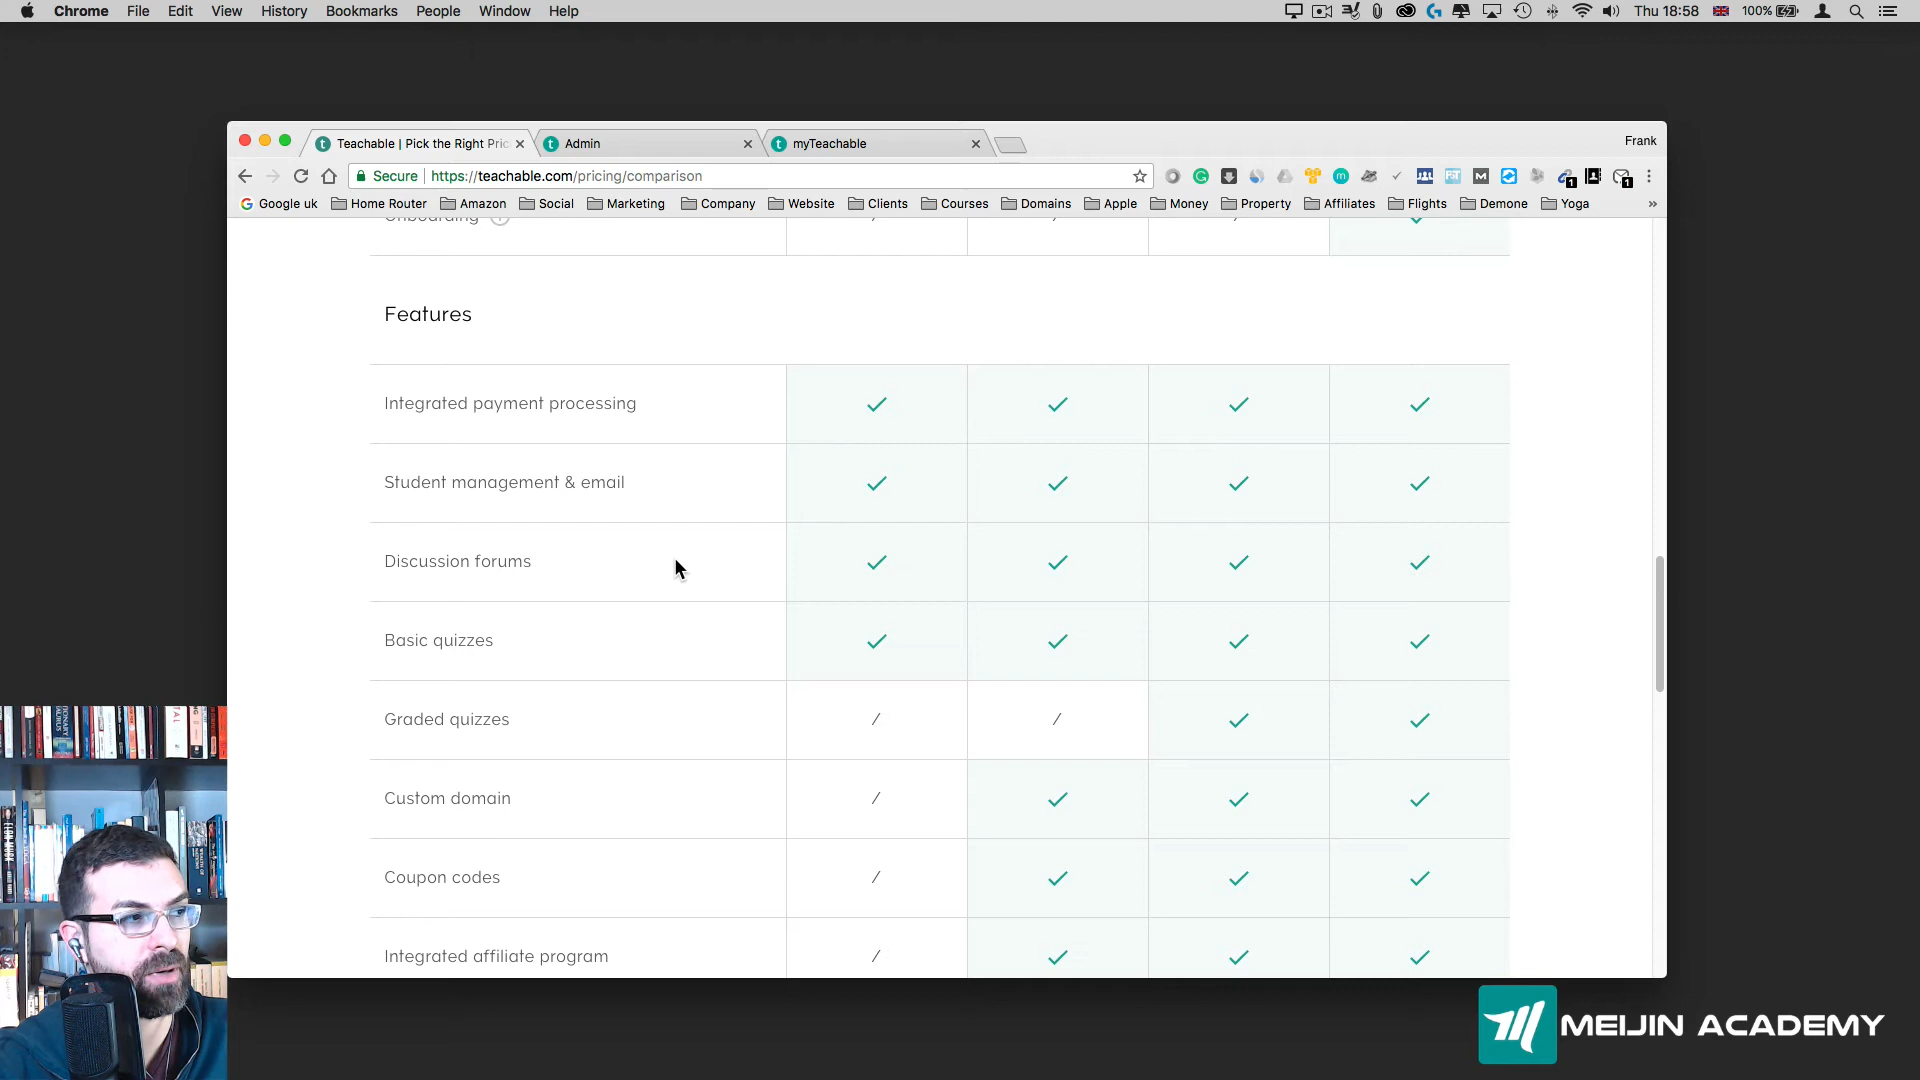 Chrome File Edit View History Bookmarks People Window Help
Thu 18:58 100%
Teachable | Pick the Right Pric
Admin
myTeachable
Frank
Secure https://teachable.com/pricing/comparison
Google uk Home Router Amazon Social Marketing Company Website Clients Courses Domains Apple Money Property Affiliates Flights Demone Yoga »
Onboarding
Features
Integrated payment processing
Student management & email
Discussion forums
Basic quizzes
Graded quizzes / /
Custom domain /
Coupon codes /
Integrated affiliate program /
MEIJIN ACADEMY